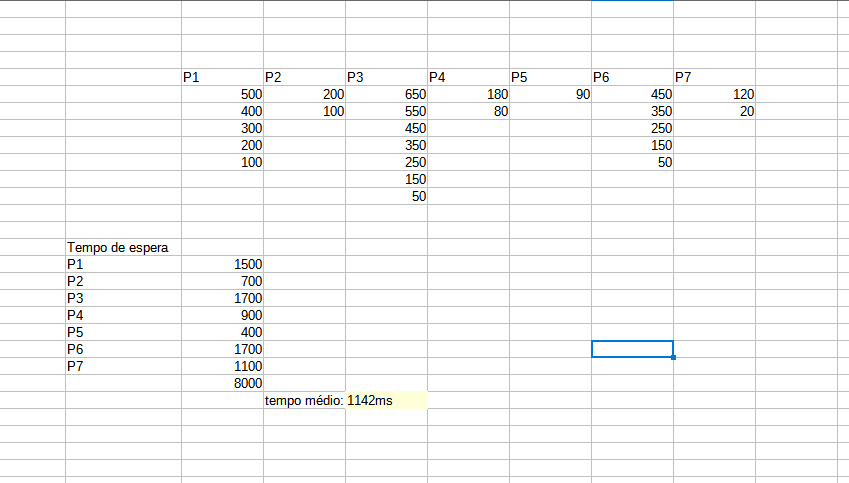 P1 P2 P3 P4 P5 P6 P7
500 200 650 180 90 450 120
400 100 550 80 350 20
300 450 250
200 350 150
100 250 50
150
50
Tempo de espera
P1 1500
P2 700
P3 1700
P4 900
P5 400
P6 1700
P7 1100
8000
tempo médio: 1142ms